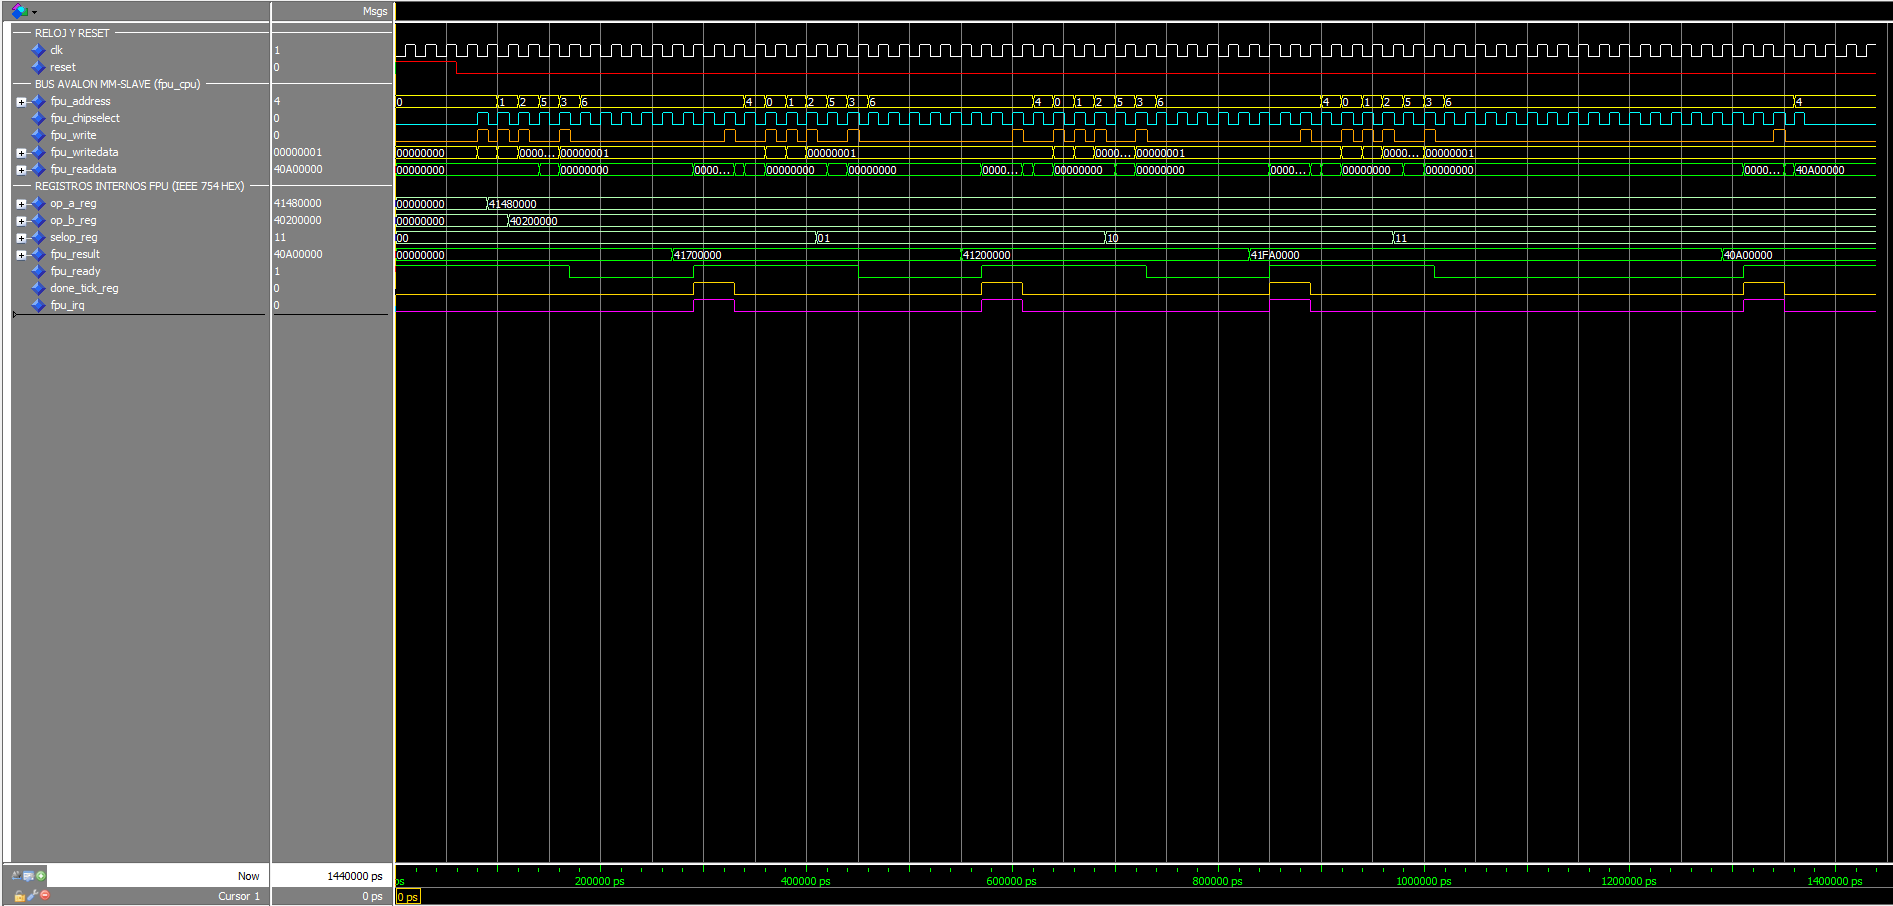 Msgs
RELOJ Y RESET
clk 1
reset 0
BUS AVALON MM-SLAVE (fpu_cpu)
fpu_address 4 0 1 2 5 3 6 4 0 1 2 5 3 6 4 0 1 2 5 3 6 4 0 1 2 5 3 6 4
fpu_chipselect 0
fpu_write 0
fpu_writedata 00000001 00000000 0000... 00000001 00000001 0000... 00000001 0000... 00000001
fpu_readdata 40A00000 00000000 00000000 0000... 00000000 00000000 0000... 00000000 00000000 0000... 00000000 00000000 0000... 40A00000
REGISTROS INTERNOS FPU (IEEE 754 HEX)
op_a_reg 41480000 00000000 41480000
op_b_reg 40200000 00000000 40200000
selop_reg 11 00 01 10 11
fpu_result 40A00000 00000000 41700000 41200000 41FA0000 40A00000
fpu_ready 1
done_tick_reg 0
fpu_irq 0
Now 1440000 ps ps 200000 ps 400000 ps 600000 ps 800000 ps 1000000 ps 1200000 ps 1400000 ps
Cursor 1 0 ps 0 ps